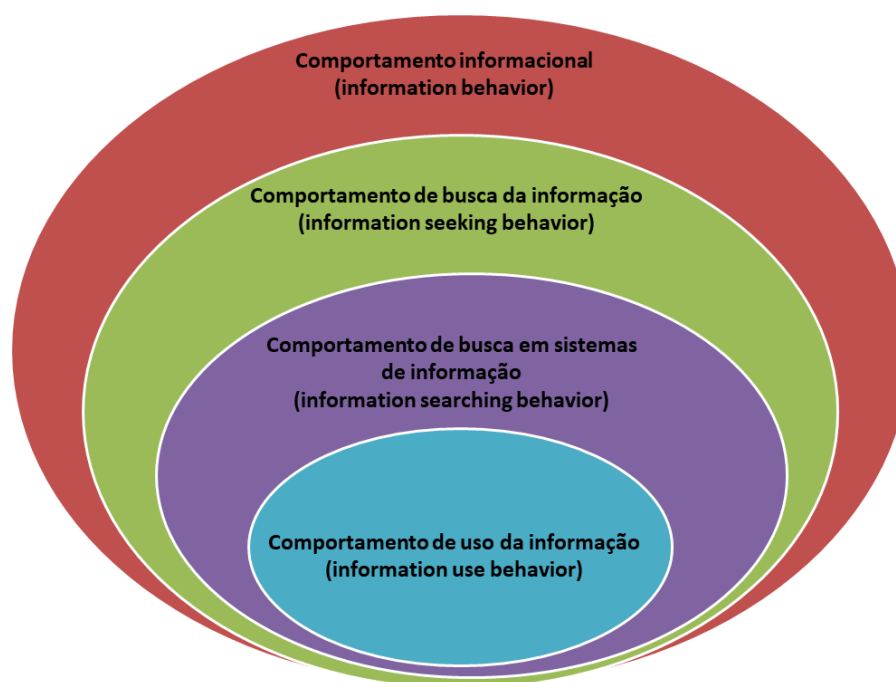 Comportamento informacional
(information behavior)
Comportamento de busca da informação
(information seeking behavior)
Comportamento de busca em sistemas
de informação
(information searching behavior)
Comportamento de uso da informação
(information use behavior)